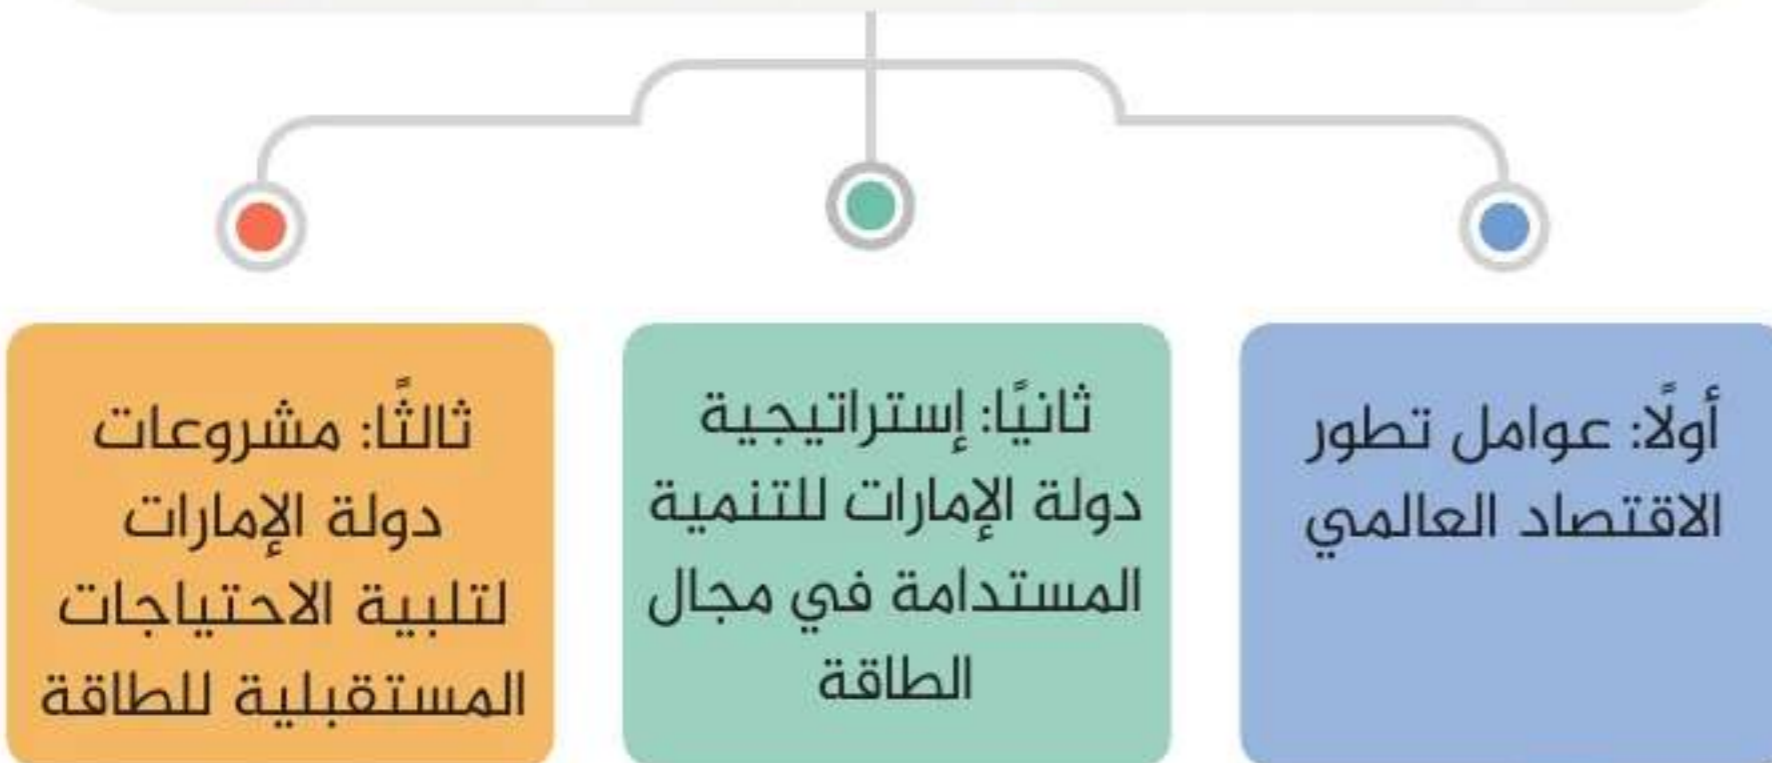 أولًا: عوامل تطور
الاقتصاد العالمي
ثانيًا: إستراتيجية
دولة الإمارات للتنمية
المستدامة في مجال
الطاقة
ثالثًا: مشروعات
دولة الإمارات
لتلبية الاحتياجات
المستقبلية للطاقة